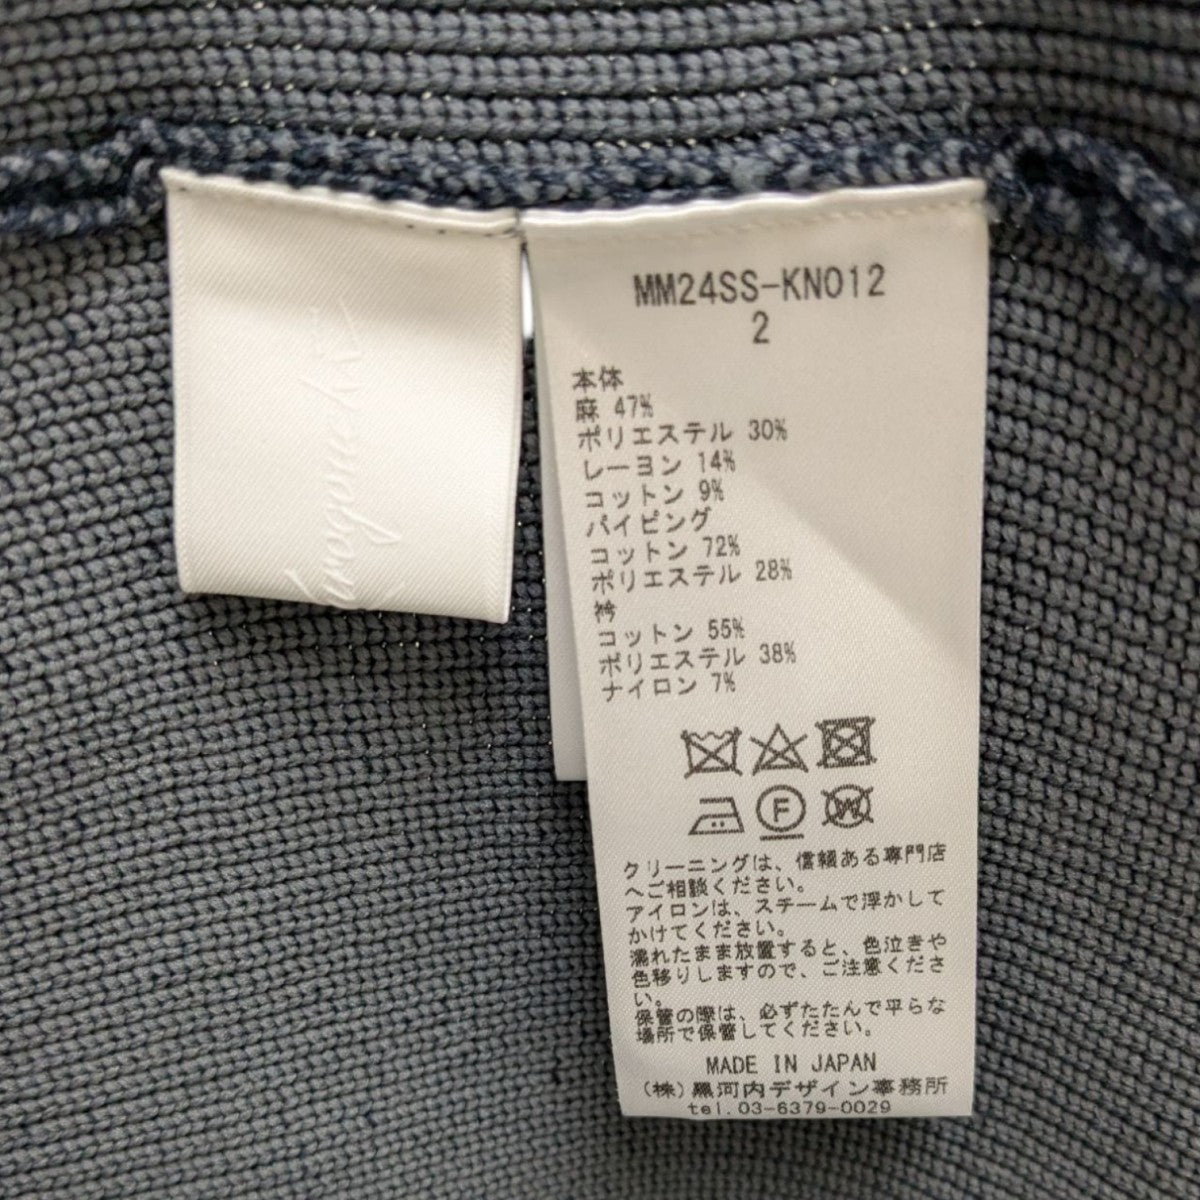 MM24SS-KN012
2
本体
麻 47%
ポリエステル 30%
レーヨン 14%
コットン 9%
パイピング
コットン 72%
ポリエステル 28%
衿
コットン 55%
ポリエステル 38%
ナイロン 7%
F
W
クリーニングは、信頼ある専門店
へご相談ください。
アイロンは、スチームで浮かして
かけてください。
濡れたまま放置すると、色泣きや
色移りしますので、ご注意くださ
い。
保管の際は、必ずたたんで平らな
場所で保管してください。
MADE IN JAPAN
(株)黒河内デザイン事務所
tel.03-6379-0029